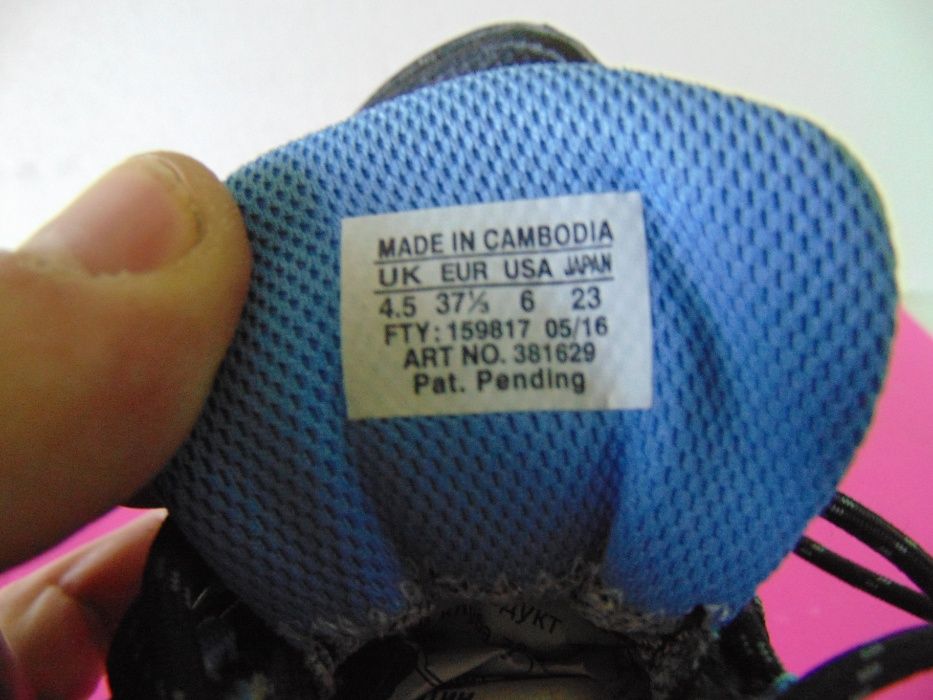 MADE IN CAMBODIA
UK EUR USA JAPAN
4.5 37⅓ 6 23
FTY: 159817 05/16
ART NO. 381629
Pat. Pending